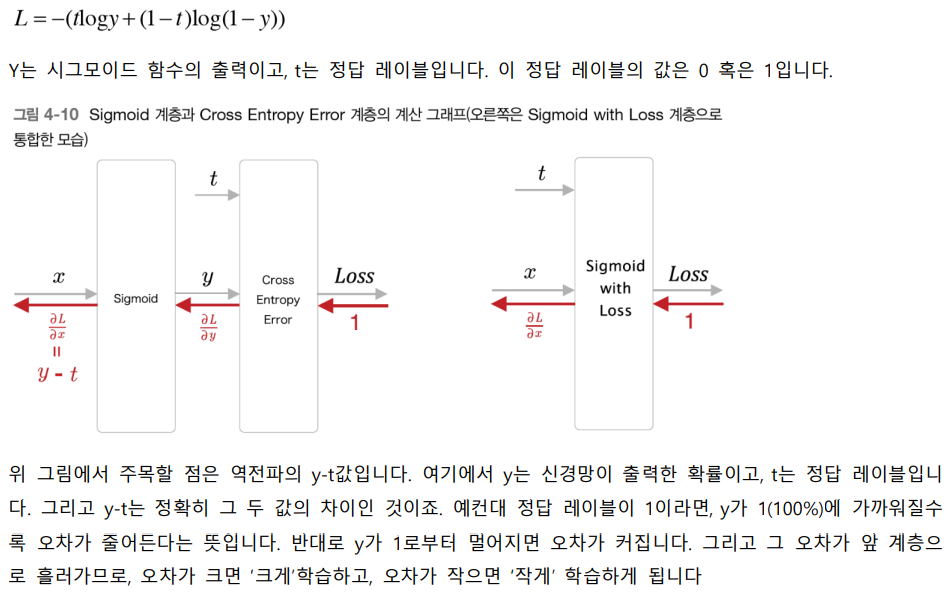 L = −(tlogy + (1 − t)log(1 − y))
Y는 시그모이드 함수의 출력이고, t는 정답 레이블입니다. 이 정답 레이블의 값은 0 혹은 1입니다.
그림 4-10 Sigmoid 계층과 Cross Entropy Error 계층의 계산 그래프(오른쪽은 Sigmoid with Loss 계층으로
통합한 모습)
t
x
Sigmoid
y
Cross
Entropy
Error
Loss
∂L/∂x
=
y - t
∂L/∂y
1
t
x
Sigmoid
with
Loss
Loss
∂L/∂x
1
위 그림에서 주목할 점은 역전파의 y-t값입니다. 여기에서 y는 신경망이 출력한 확률이고, t는 정답 레이블입니
다. 그리고 y-t는 정확히 그 두 값의 차이인 것이죠. 예컨대 정답 레이블이 1이라면, y가 1(100%)에 가까워질수
록 오차가 줄어든다는 뜻입니다. 반대로 y가 1로부터 멀어지면 오차가 커집니다. 그리고 그 오차가 앞 계층으
로 흘러가므로, 오차가 크면 ‘크게’학습하고, 오차가 작으면 ‘작게’ 학습하게 됩니다